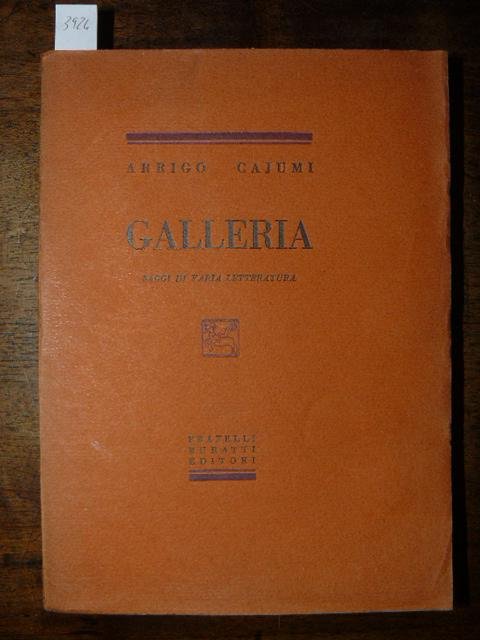 3926
ARRIGO CAJUMI
GALLERIA
SAGGI DI VARIA LETTERATURA
FRATELLI
BURATTI
EDITORI